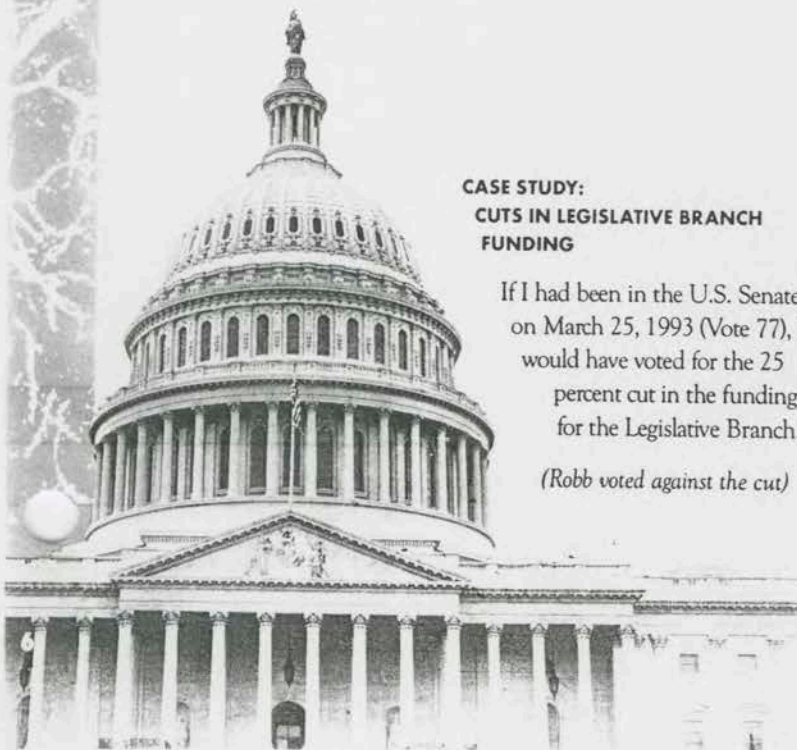 CASE STUDY:
CUTS IN LEGISLATIVE BRANCH
FUNDING
If I had been in the U.S. Senate
on March 25, 1993 (Vote 77),
would have voted for the 25
percent cut in the funding
for the Legislative Branch
(Robb voted against the cut)
6